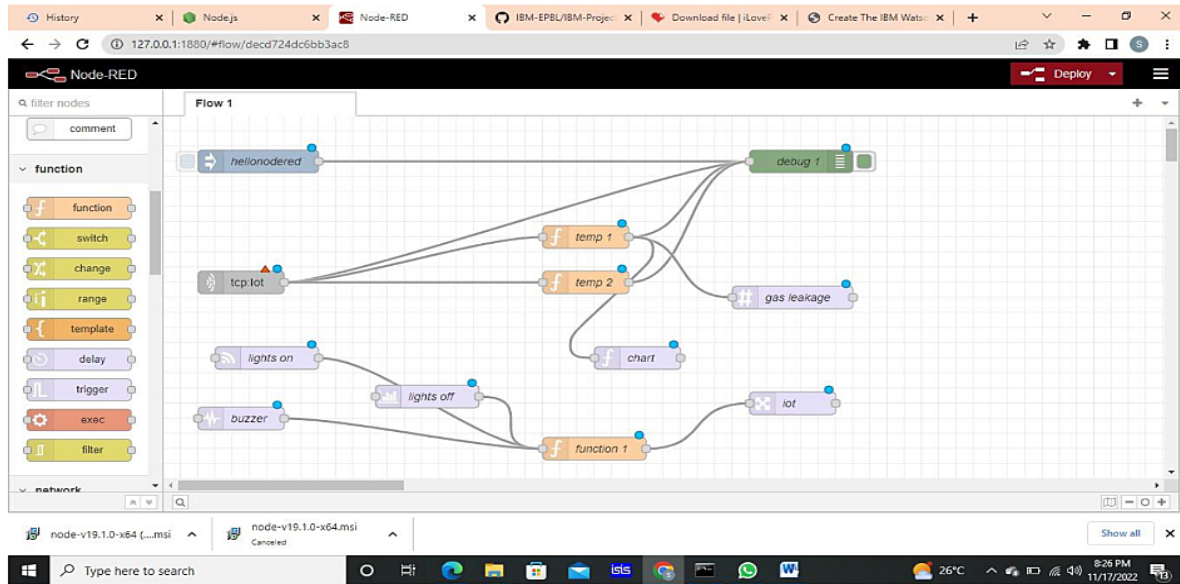 History
Node.js
Node-RED
IBM-EPBL/IBM-Projec
Download file | iLoveP
Create The IBM Wats
127.0.0.1:1880/#flow/decd724dc6bb3ac8
S
Node-RED
Deploy
filter nodes
Flow 1
comment
function
function
switch
change
range
template
delay
trigger
exec
filter
network
hellonodered
debug 1
temp 1
tcp:Iot
temp 2
gas leakage
lights on
chart
lights off
iot
buzzer
function 1
node-v19.1.0-x64 (....msi
node-v19.1.0-x64.msi
Canceled
Show all
Type here to search
isis
W
26°C
8:26 PM
11/17/2022
13